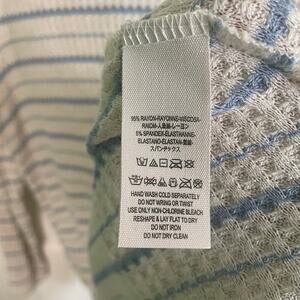 95% RAYON-RAYONNE-VISCOSA-
RAION-人造絲-レーヨン
5% SPANDEX-ELASTHANNE-
ELASTANO-ELASTAN-氨綸-
スパンデックス
HAND WASH COLD SEPARATELY
DO NOT WRING OR TWIST
USE ONLY NON-CHLORINE BLEACH
RESHAPE & LAY FLAT TO DRY
DO NOT IRON
DO NOT DRY CLEAN